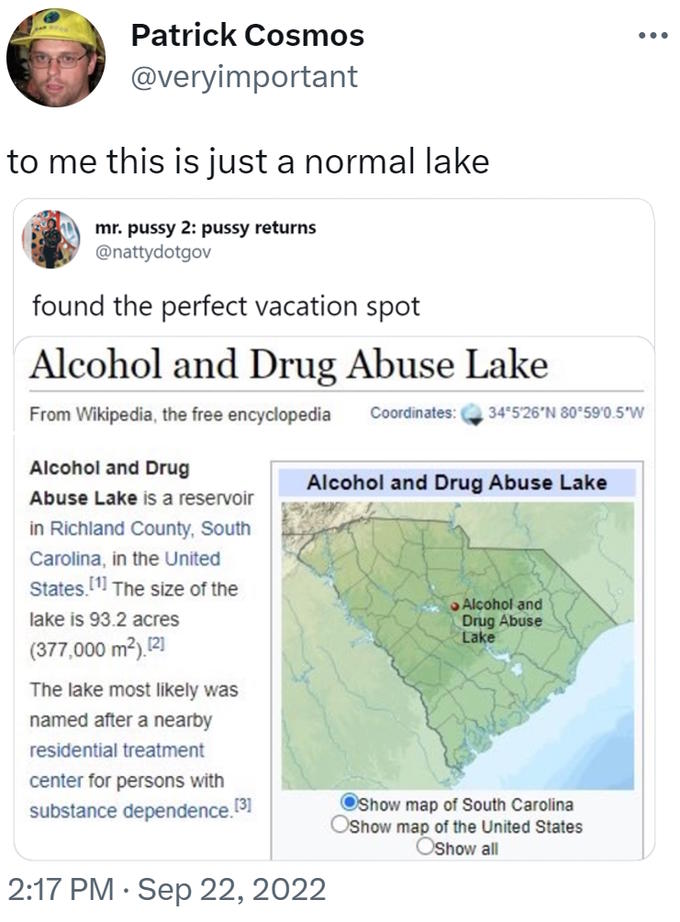 Patrick Cosmos
@veryimportant
to me this is just a normal lake
mr. pussy 2: pussy returns
@nattydotgov
found the perfect vacation spot
Alcohol and Drug Abuse Lake
From Wikipedia, the free encyclopedia
Coordinates: 34°5′26″N 80°59′0.5″W
Alcohol and Drug
Abuse Lake is a reservoir
in Richland County, South
Carolina, in the United
States.[1] The size of the
lake is 93.2 acres
(377,000 m²).[2]
The lake most likely was
named after a nearby
residential treatment
center for persons with
substance dependence.[3]
Alcohol and Drug Abuse Lake
Alcohol and
Drug Abuse
Lake
Show map of South Carolina
Show map of the United States
Show all
2:17 PM · Sep 22, 2022